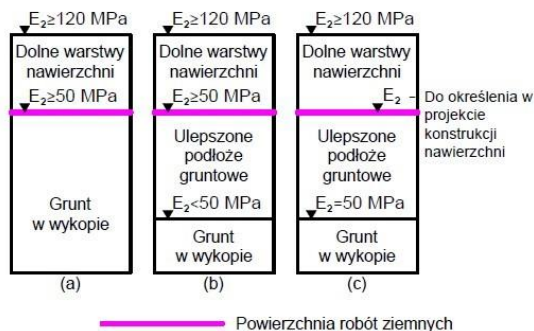 E₂≥120 MPa
Dolne warstwy
nawierzchni
E₂≥50 MPa
Grunt
w wykopie
(a)
E₂≥120 MPa
Dolne warstwy
nawierzchni
E₂≥50 MPa
Ulepszone
podłoże
gruntowe
E₂<50 MPa
Grunt
w wykopie
(b)
E₂≥120 MPa
Dolne warstwy
nawierzchni
E₂ - Do określenia w
projekcie
konstrukcji
nawierzchni
Ulepszone
podłoże
gruntowe
E₂=50 MPa
Grunt
w wykopie
(c)
Powierzchnia robót ziemnych